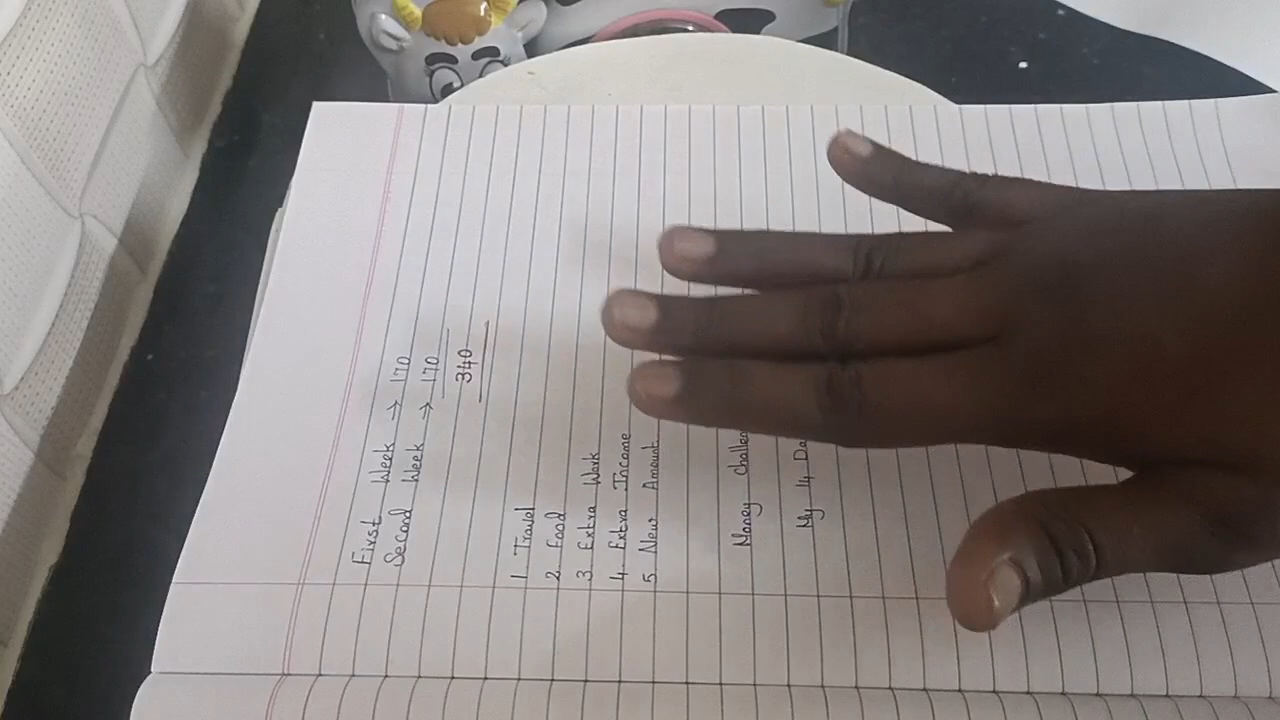 First Week → 170
Second Week → 170
340
1 Travel
2 Food
3 Extra Work
4 Extra Income
5 New Amount
Money
My 14